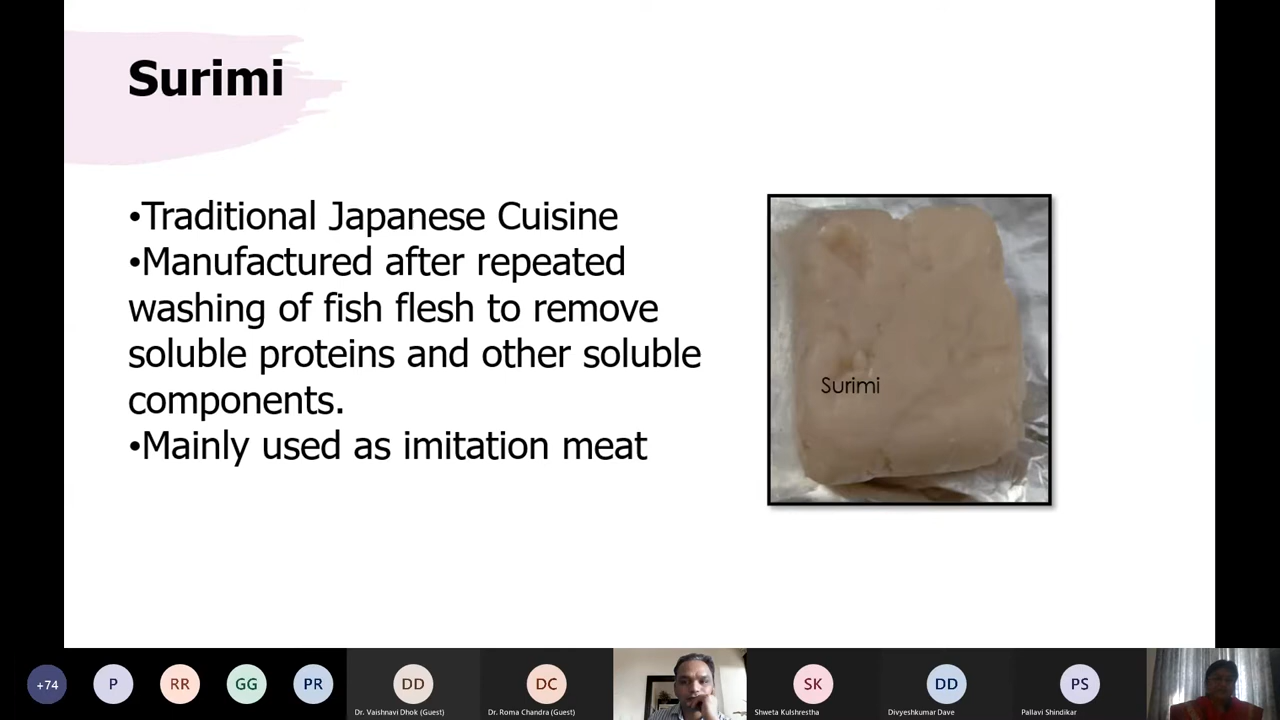 Surimi
•Traditional Japanese Cuisine
•Manufactured after repeated
washing of fish flesh to remove
soluble proteins and other soluble
components.
•Mainly used as imitation meat
Surimi
+74
P
RR
GG
PR
DD
DC
SK
DD
PS
Dr. Vaishnavi Dhok (Guest)
Dr. Roma Chandra (Guest)
Shweta Kulshrestha
Divyeshkumar Dave
Pallavi Shindikar